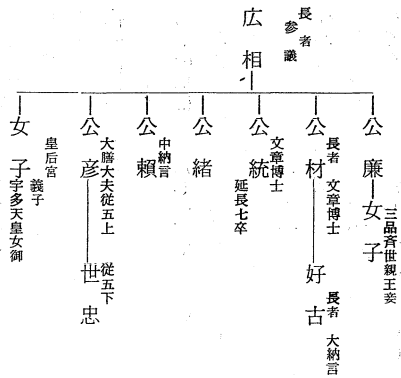 長者
参議
広相
公廉
女子
三品斉世親王妾
公材
長者 文章博士
好古
長者 大納言
公統
文章博士
延長七卒
公緒
公頼
中納言
公彦
大膳大夫従五上
世忠
従五下
女子
皇后宮
義子
宇多天皇女御